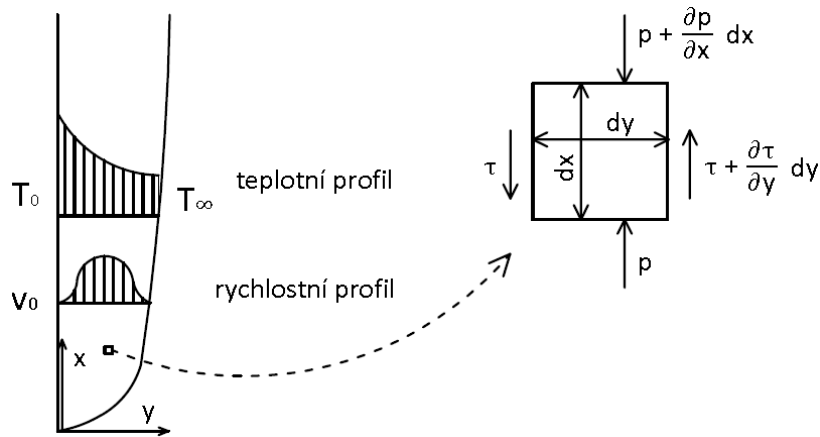 T₀
T∞
teplotní profil
v₀
rychlostní profil
x
y
p + ∂p/∂x dx
dy
dx
τ
τ + ∂τ/∂y dy
p